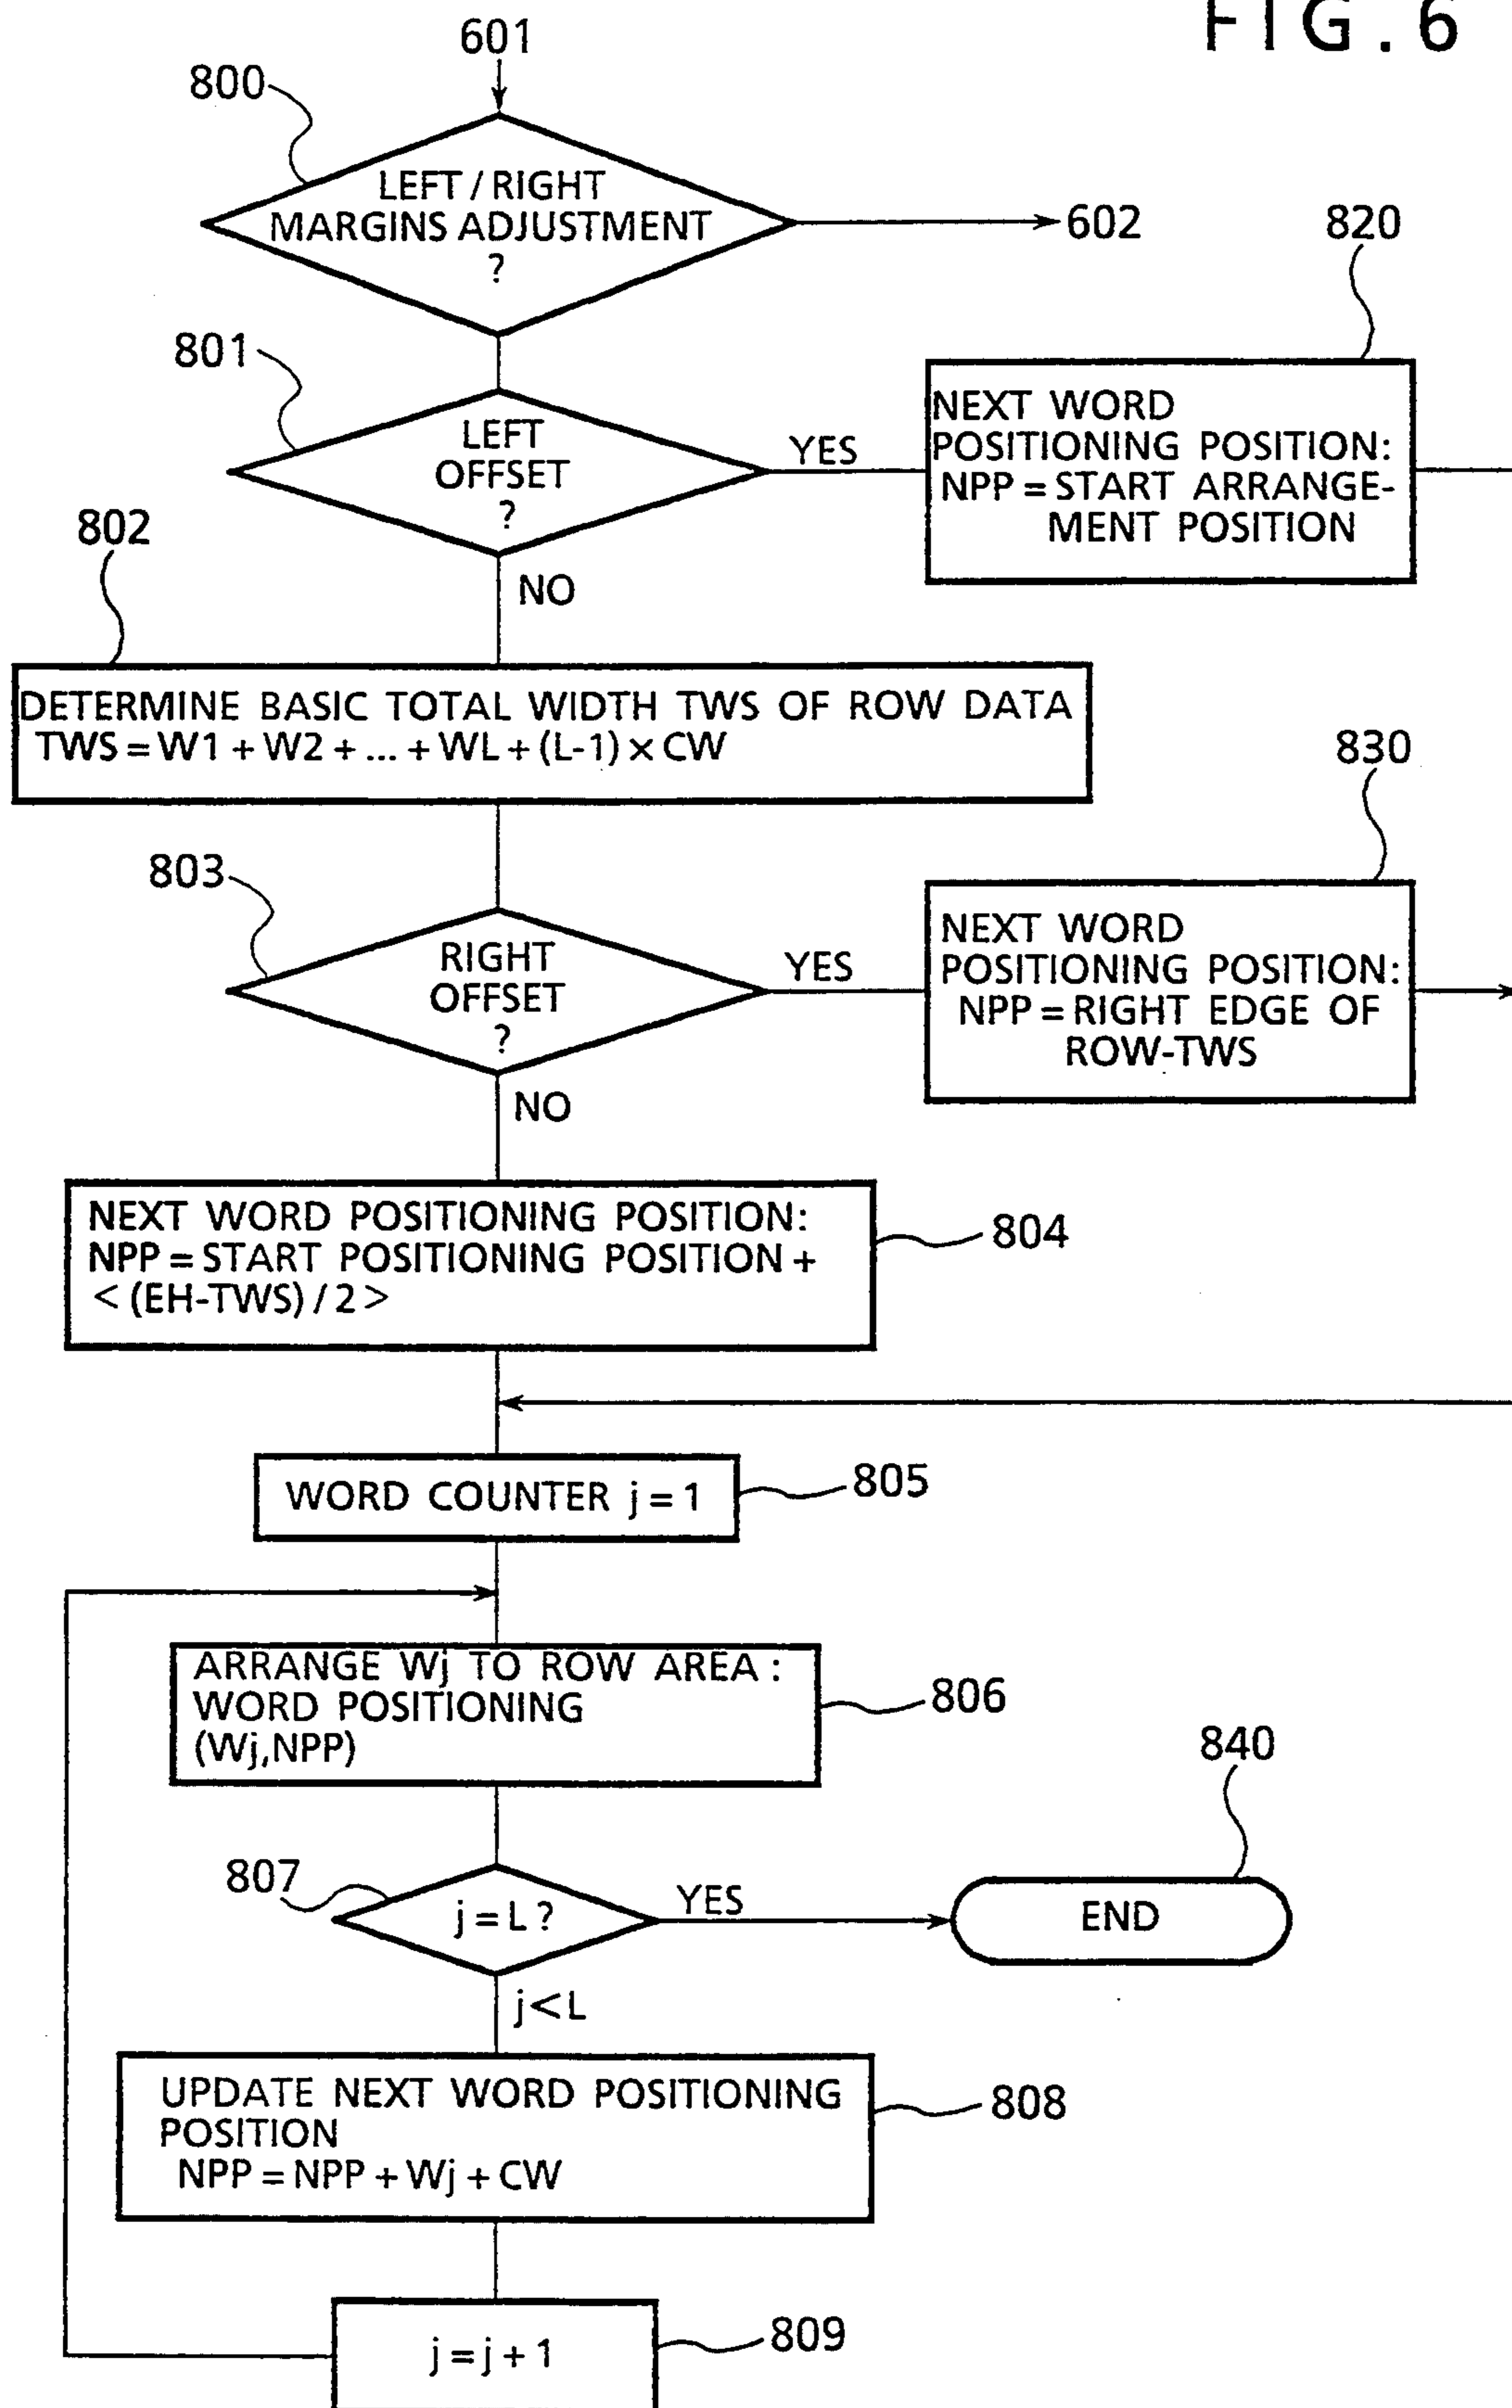 FIG. 6
601
800
LEFT / RIGHT
MARGINS ADJUSTMENT
?
602
820
801
LEFT
OFFSET
?
YES
NEXT WORD
POSITIONING POSITION:
NPP = START ARRANGE-
MENT POSITION
802
NO
DETERMINE BASIC TOTAL WIDTH TWS OF ROW DATA
TWS = W1 + W2 + ... + WL + (L-1) × CW
830
803
RIGHT
OFFSET
?
YES
NEXT WORD
POSITIONING POSITION:
NPP = RIGHT EDGE OF
ROW-TWS
NO
NEXT WORD POSITIONING POSITION:
NPP = START POSITIONING POSITION +
< (EH-TWS) / 2 >
804
WORD COUNTER j = 1
805
ARRANGE Wj TO ROW AREA :
WORD POSITIONING
(Wj,NPP)
806
840
807
j = L ?
YES
END
j < L
UPDATE NEXT WORD POSITIONING
POSITION
NPP = NPP + Wj + CW
808
j = j + 1
809